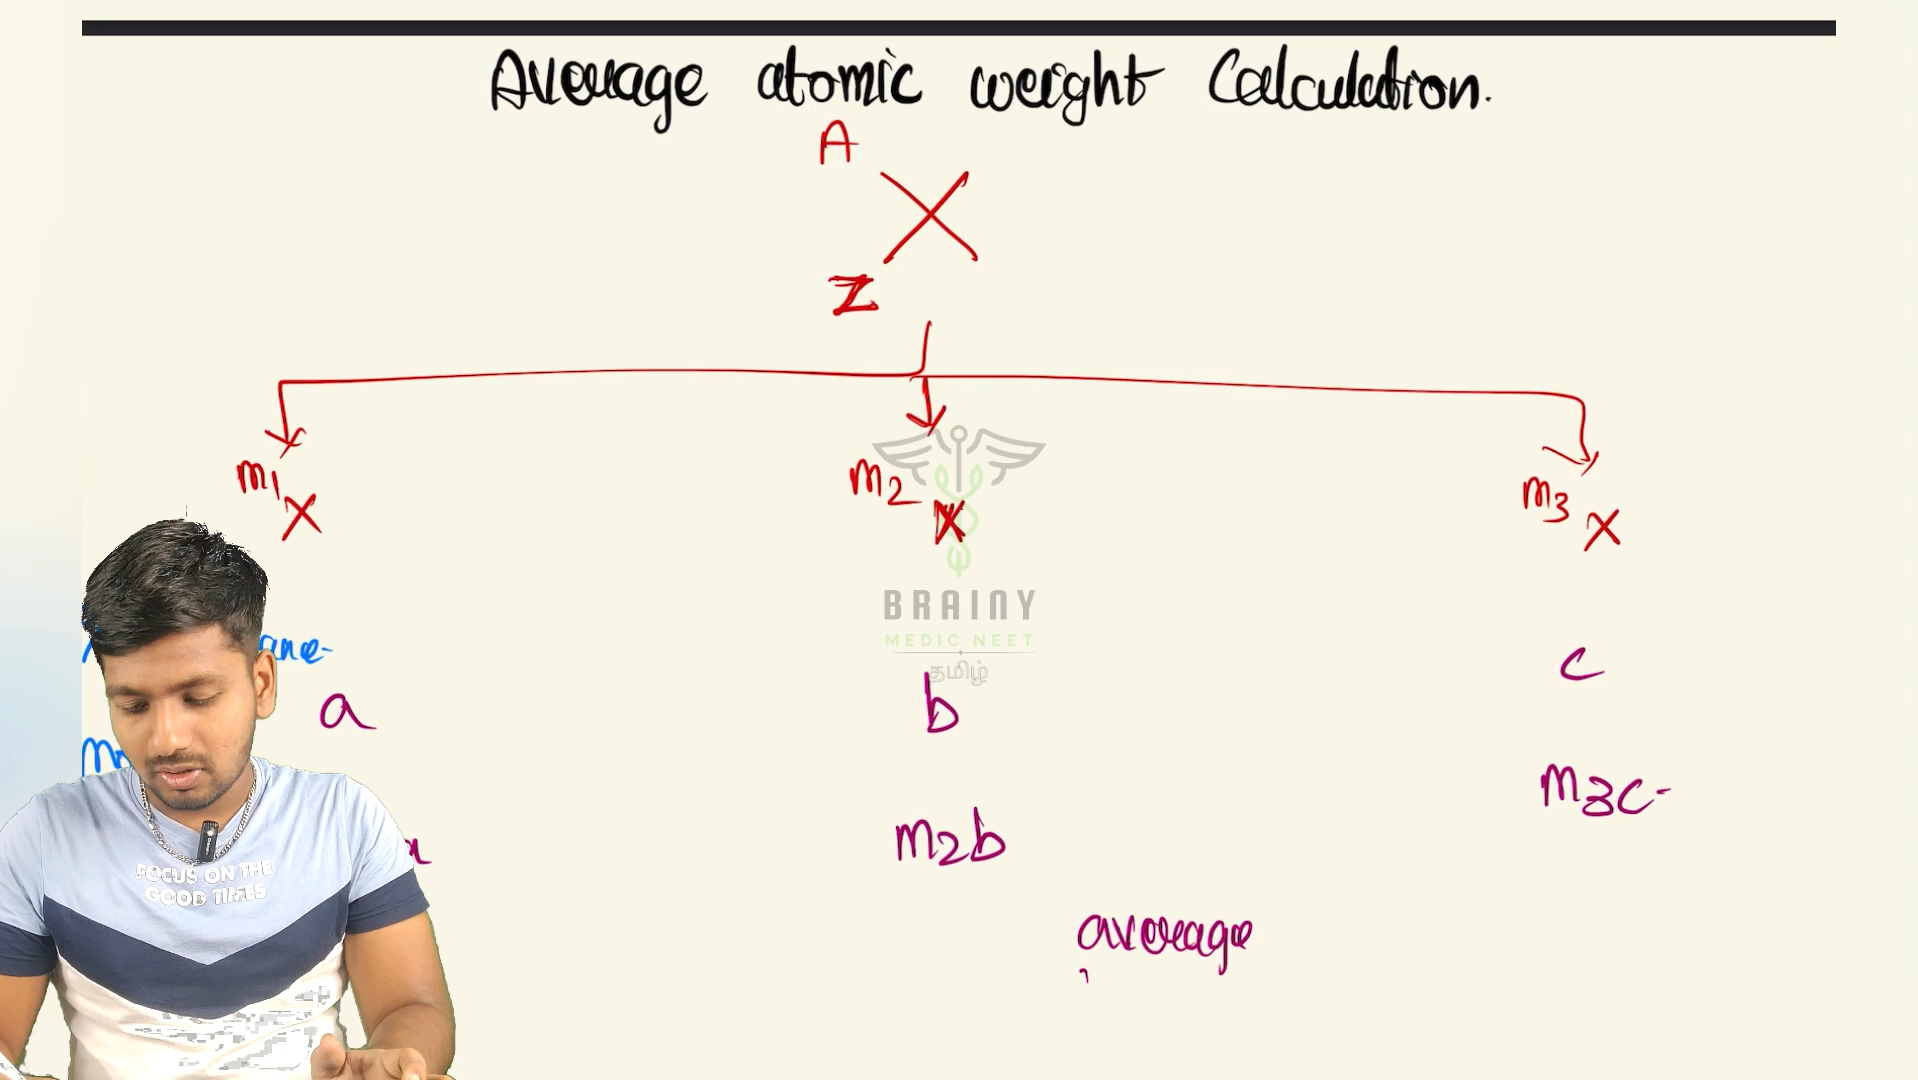 Average atomic weight Calculation.
A
X
Z
m1 X m2 X m3 X
BRAINY
MEDIC NEET
தமிழ்
a b c
m2b m3c
average
FOCUS ON THE
GOOD TIMES